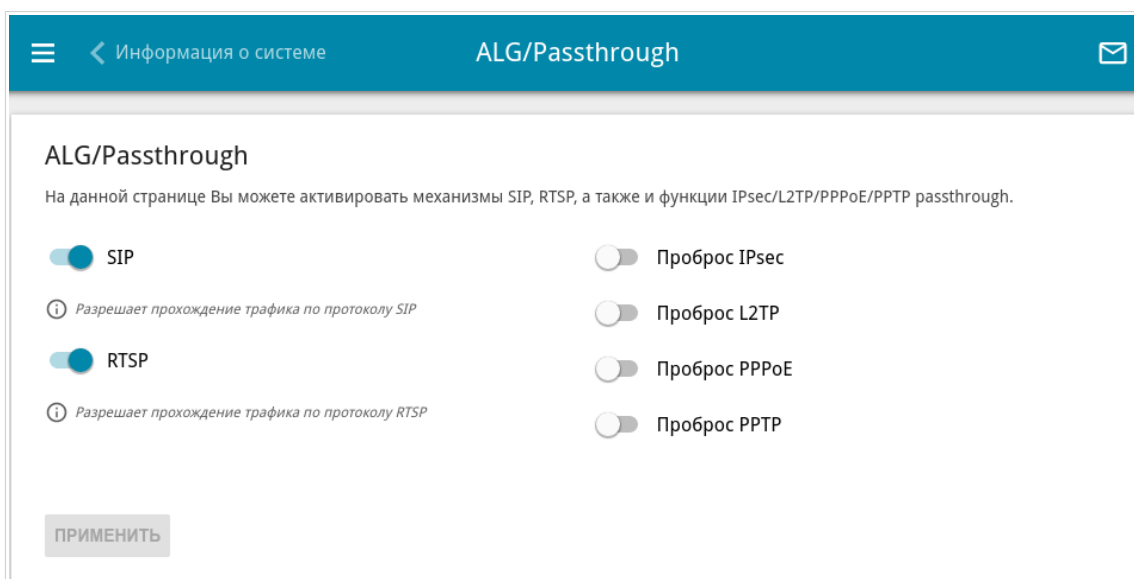 Информация о системе
ALG/Passthrough
ALG/Passthrough
На данной странице Вы можете активировать механизмы SIP, RTSP, а также и функции IPsec/L2TP/PPPoE/PPTP passthrough.
SIP
Разрешает прохождение трафика по протоколу SIP
RTSP
Разрешает прохождение трафика по протоколу RTSP
Проброс IPsec
Проброс L2TP
Проброс PPPoE
Проброс PPTP
ПРИМЕНИТЬ